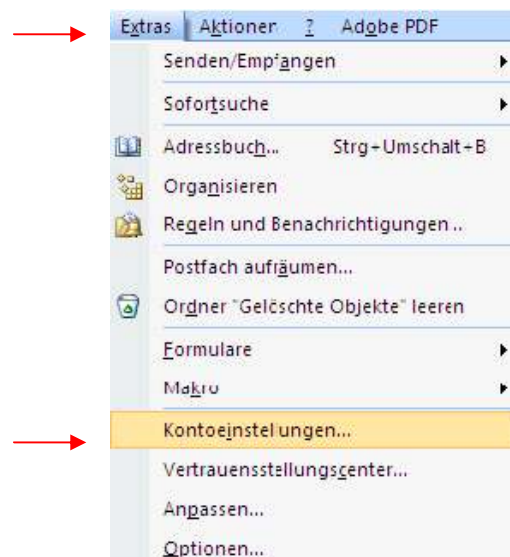 Extras Aktionen ? Adobe PDF
Senden/Empfangen
Sofortsuche
Adressbuch... Strg+Umschalt+B
Organisieren
Regeln und Benachrichtigungen...
Postfach aufräumen...
Ordner "Gelöschte Objekte" leeren
Formulare
Makro
Kontoeinstellungen...
Vertrauensstellungscenter...
Anpassen...
Optionen...